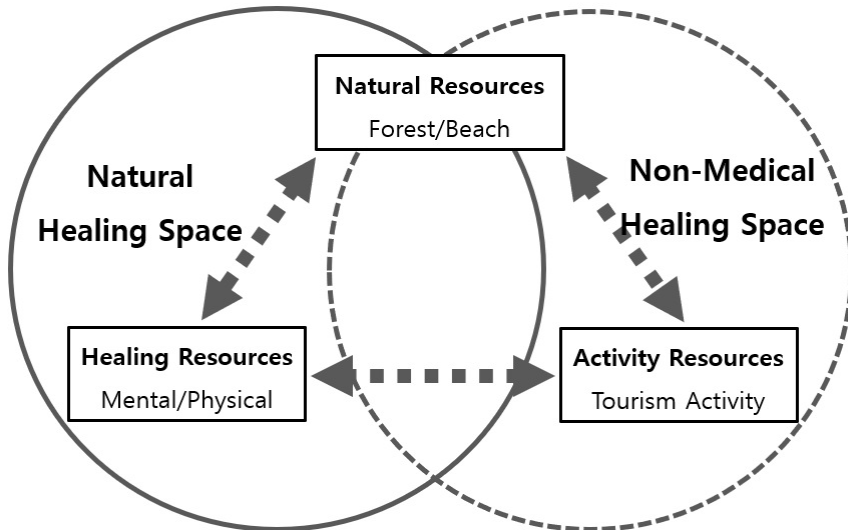 Natural Resources
Forest/Beach
Natural
Healing Space
Non-Medical
Healing Space
Healing Resources
Mental/Physical
Activity Resources
Tourism Activity